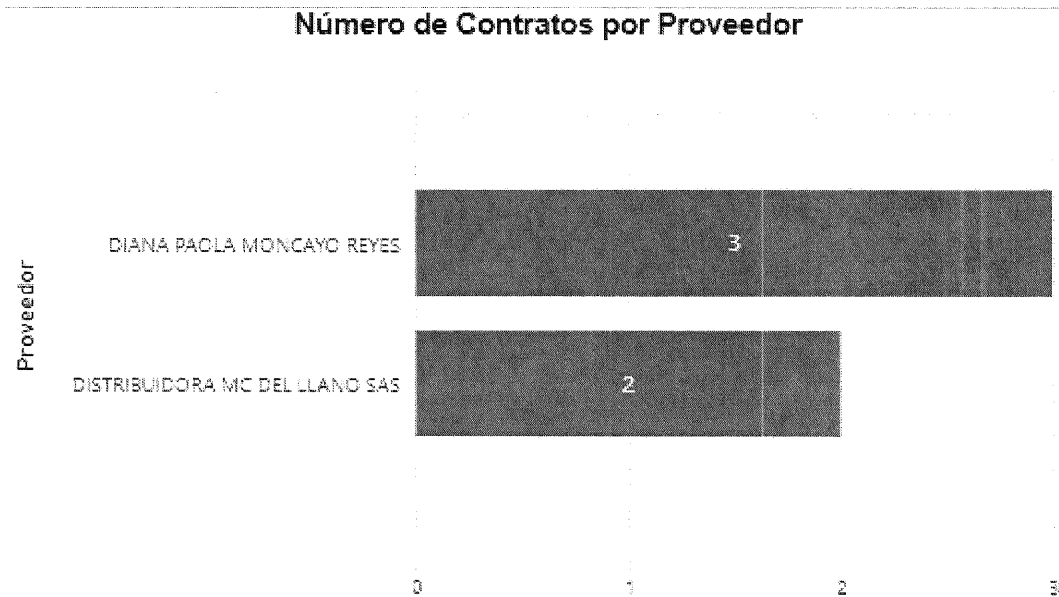 Número de Contratos por Proveedor
Proveedor
DIANA PAOLA MONCAYO REYES
3
DISTRIBUIDORA MC DEL LLANO SAS
2
0 1 2 3